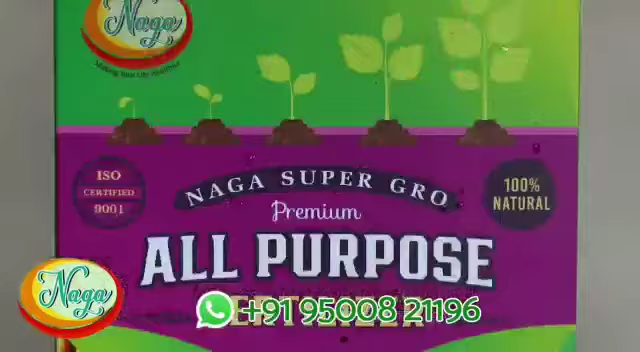 Naga
ISO
CERTIFIED
9001
NAGA SUPER GRO
100%
NATURAL
Premium
ALL PURPOSE
Naga
+91 95008 21196